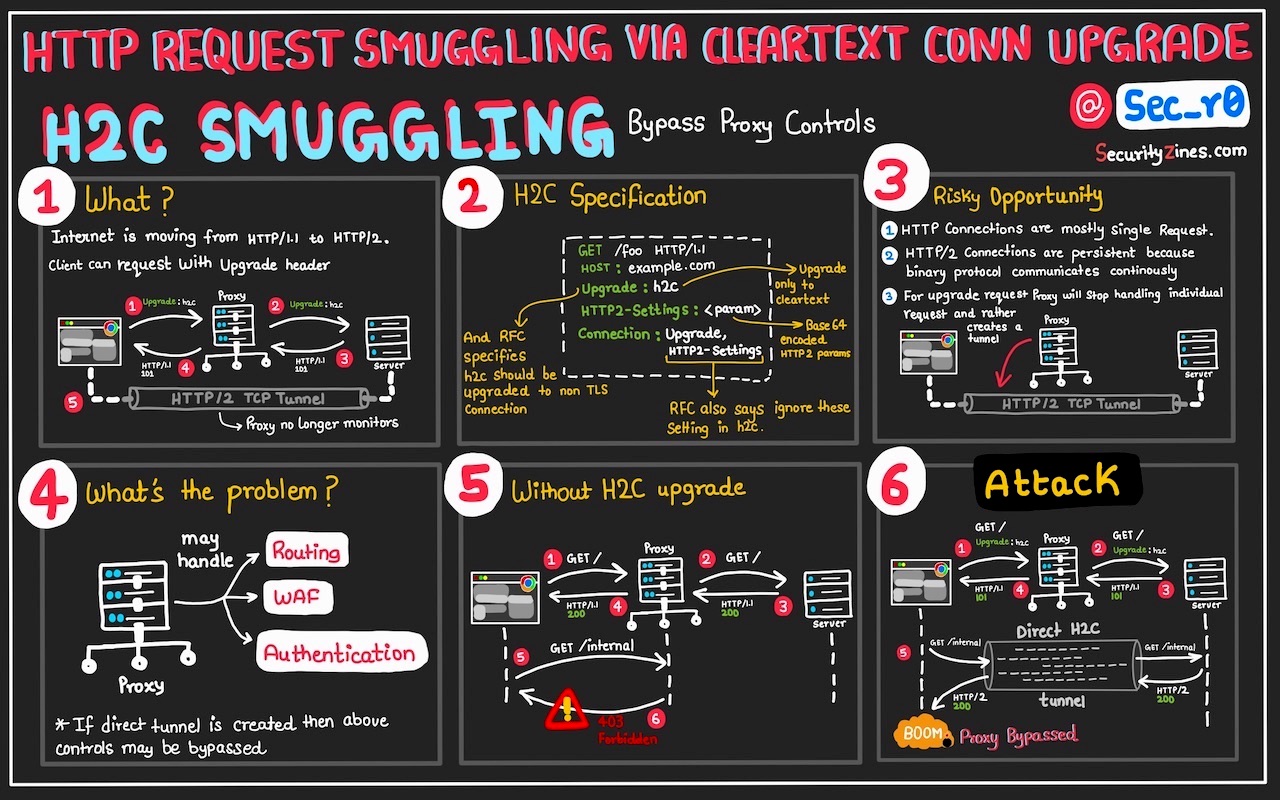 HTTP REQUEST SMUGGLING VIA CLEARTEXT CONN UPGRADE
H2C SMUGGLING
Bypass Proxy Controls
@ Sec_r0
SecurityZines.com
1 What?
Internet is moving from HTTP/1.1 to HTTP/2.
Client can request With Upgrade header
Proxy
1 Upgrade: h2c
2 Upgrade: h2c
HTTP/1.1
101
4
HTTP/1.1
101
3
Server
5
HTTP/2 TCP Tunnel
Proxy no longer monitors
2 H2C Specification
GET /foo HTTP/1.1
HOST: example.com
Upgrade: h2c
HTTP2-Settings: <param>
Connection: Upgrade,
HTTP2-Settings
Upgrade
only to
cleartext
Base 64
encoded
HTTP2 params
And RFC
specifies
h2c should be
upgraded to non TLS
Connection
RFC also says ignore these
Setting in h2c.
3 Risky Opportunity
1 HTTP Connections are mostly Single Request.
2 HTTP/2 Connections are persistent because
binary protocol communicates continously
3 For upgrade request Proxy will Stop handling individual
request and rather
creates a
tunnel
Proxy
Server
HTTP/2 TCP Tunnel
4 What's the problem?
may
handle
Routing
WAF
Authentication
Proxy
* If direct tunnel is created then above
controls may be bypassed
5 Without H2C upgrade
Proxy
1 GET /
2 GET /
HTTP/1.1
200
4
HTTP/1.1
200
3
Server
5 GET /internal
403
Forbidden
6
6 Attack
Proxy
GET /
1 Upgrade: h2c
GET /
2 Upgrade: h2c
HTTP/1.1
101
4
HTTP/1.1
101
3
Server
Direct H2C
tunnel
5 GET /internal
GET /internal
HTTP/2
200
HTTP/2
200
BOOM
Proxy Bypassed